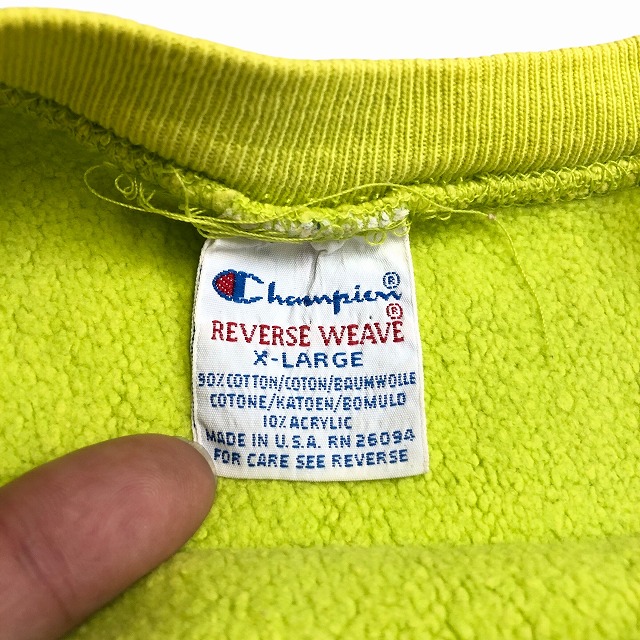 Champion®
REVERSE WEAVE®
X-LARGE
90% COTTON/COTON/BAUMWOLLE
COTONE/KATOEN/BOMULD
10% ACRYLIC
MADE IN U.S.A. RN 26094
FOR CARE SEE REVERSE